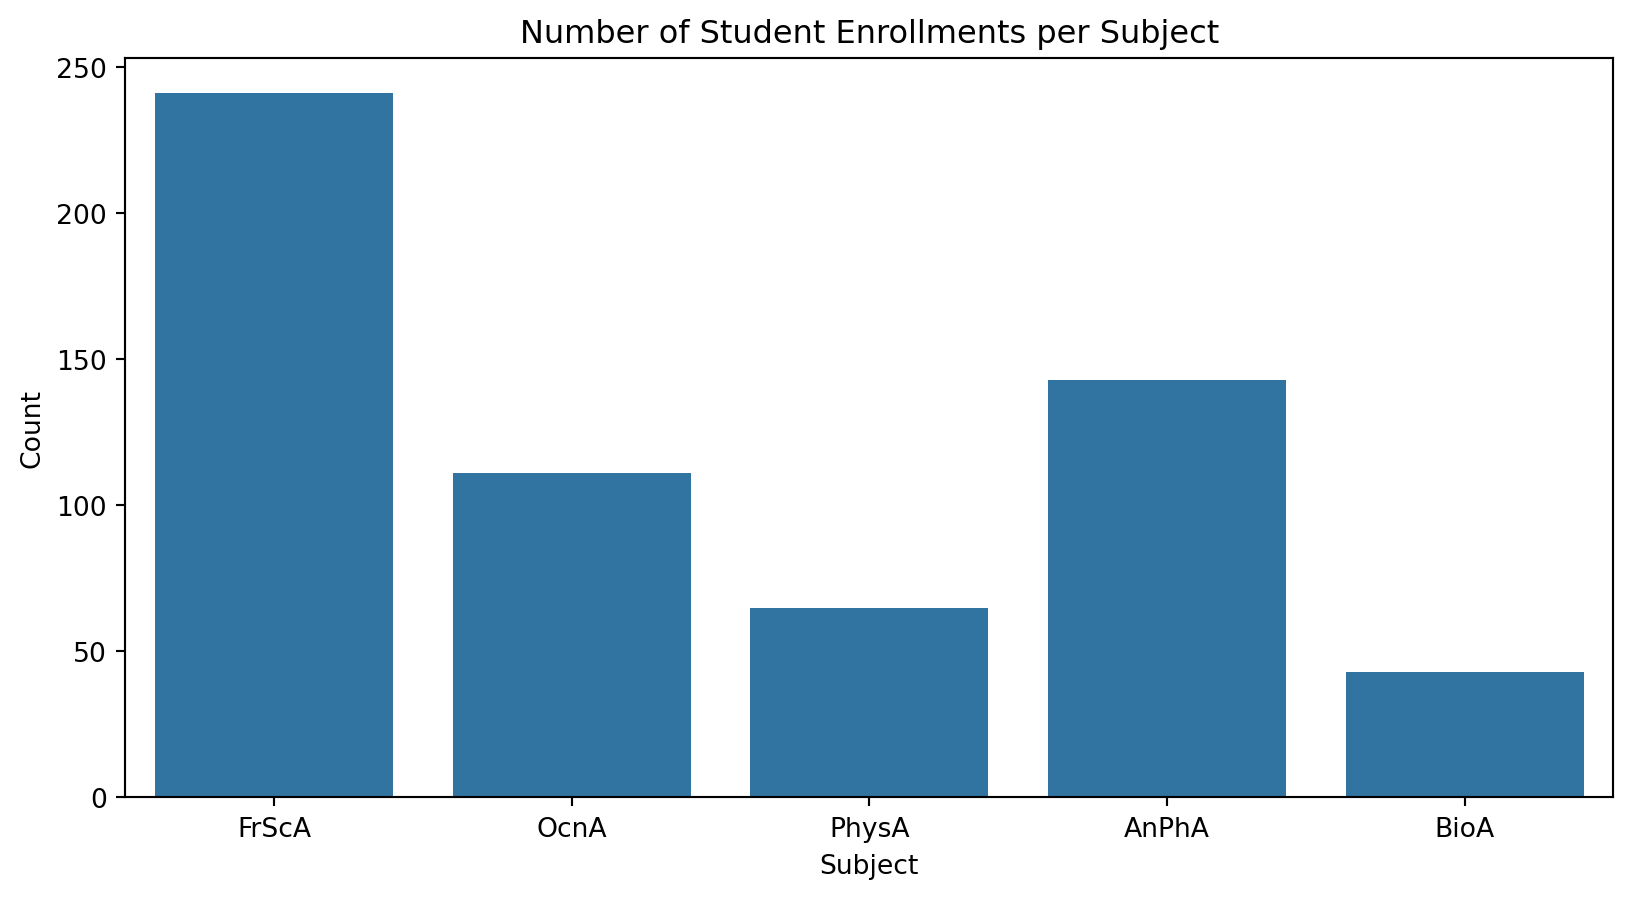 Number of Student Enrollments per Subject
250
200
150
100
50
0
Count
FrScA OcnA PhysA AnPhA BioA
Subject